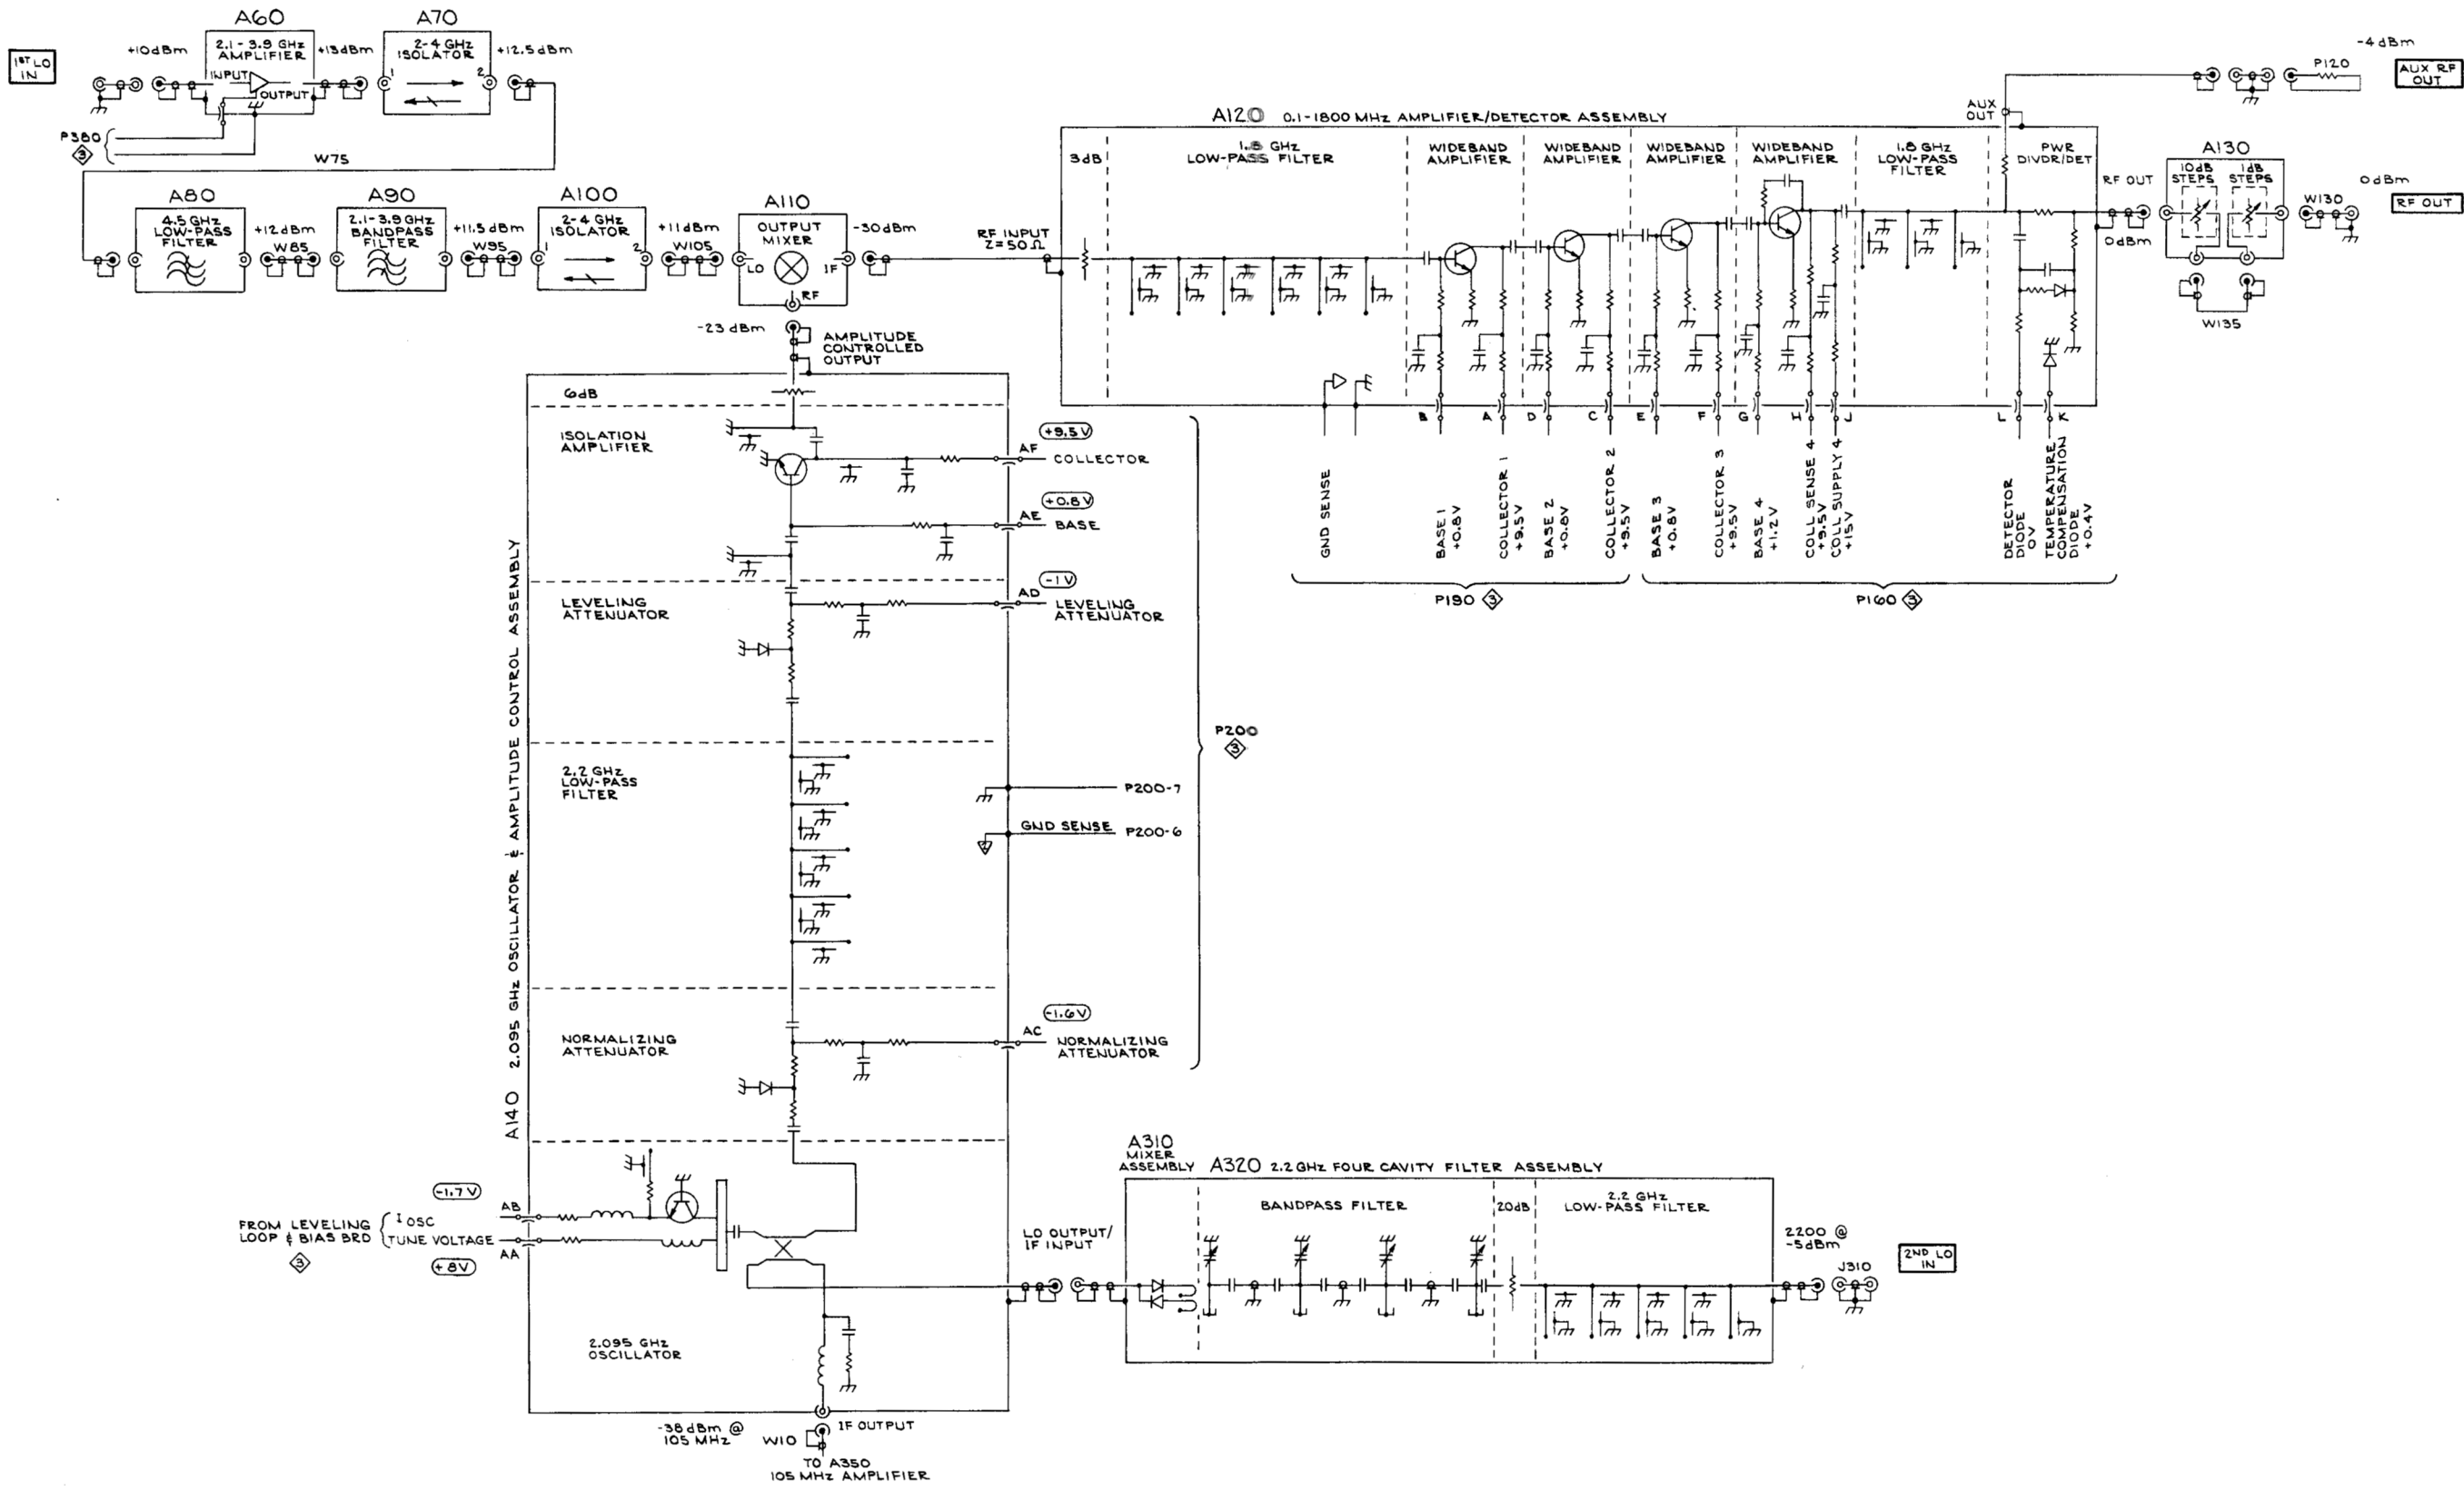 1ST LO
IN
+10dBm
A60
2.1-3.9 GHz
AMPLIFIER
INPUT
OUTPUT
+13dBm
A70
2-4 GHz
ISOLATOR
1
2
+12.5dBm
P380
3
W75
A80
4.5 GHz
LOW-PASS
FILTER
+12dBm
W85
A90
2.1-3.9GHz
BANDPASS
FILTER
+11.5dBm
W95
A100
2-4 GHz
ISOLATOR
1
2
+11dBm
W105
A110
OUTPUT
MIXER
LO
IF
RF
-30dBm
RF INPUT
Z=50Ω
-23dBm
AMPLITUDE
CONTROLLED
OUTPUT
A120 0.1-1800 MHz AMPLIFIER/DETECTOR ASSEMBLY
3dB
1.8 GHz
LOW-PASS FILTER
WIDEBAND
AMPLIFIER
WIDEBAND
AMPLIFIER
WIDEBAND
AMPLIFIER
WIDEBAND
AMPLIFIER
1.8 GHz
LOW-PASS
FILTER
PWR
DIVDR/DET
AUX
OUT
-4dBm
P120
AUX RF
OUT
RF OUT
0dBm
A130
10dB
STEPS
1dB
STEPS
W135
W130
0dBm
RF OUT
B
A
D
C
E
F
G
H
J
L
K
GND SENSE
BASE 1
+0.8V
COLLECTOR 1
+9.5V
BASE 2
+0.8V
COLLECTOR 2
+9.5V
BASE 3
+0.8V
COLLECTOR 3
+9.5V
BASE 4
+1.2V
COLL SENSE 4
+9.5V
COLL SUPPLY 4
+15V
DETECTOR
DIODE
0V
TEMPERATURE
COMPENSATION
DIODE
+0.4V
P190 3
P160 3
A140 2.095 GHz OSCILLATOR & AMPLITUDE CONTROL ASSEMBLY
6dB
ISOLATION
AMPLIFIER
+9.5V
AF
COLLECTOR
+0.8V
AE
BASE
LEVELING
ATTENUATOR
-1V
AD
LEVELING
ATTENUATOR
2.2 GHz
LOW-PASS
FILTER
P200
3
P200-7
GND SENSE P200-6
NORMALIZING
ATTENUATOR
-1.6V
AC
NORMALIZING
ATTENUATOR
-1.7V
AB
FROM LEVELING
LOOP & BIAS BRD
3
I OSC
TUNE VOLTAGE
AA
+8V
2.095 GHz
OSCILLATOR
-38dBm @
105 MHz
W10
IF OUTPUT
TO A350
105 MHz AMPLIFIER
LO OUTPUT/
IF INPUT
A310
MIXER
ASSEMBLY
A320 2.2GHz FOUR CAVITY FILTER ASSEMBLY
BANDPASS FILTER
20dB
2.2 GHz
LOW-PASS FILTER
2200 @
-5dBm
J310
2ND LO
IN